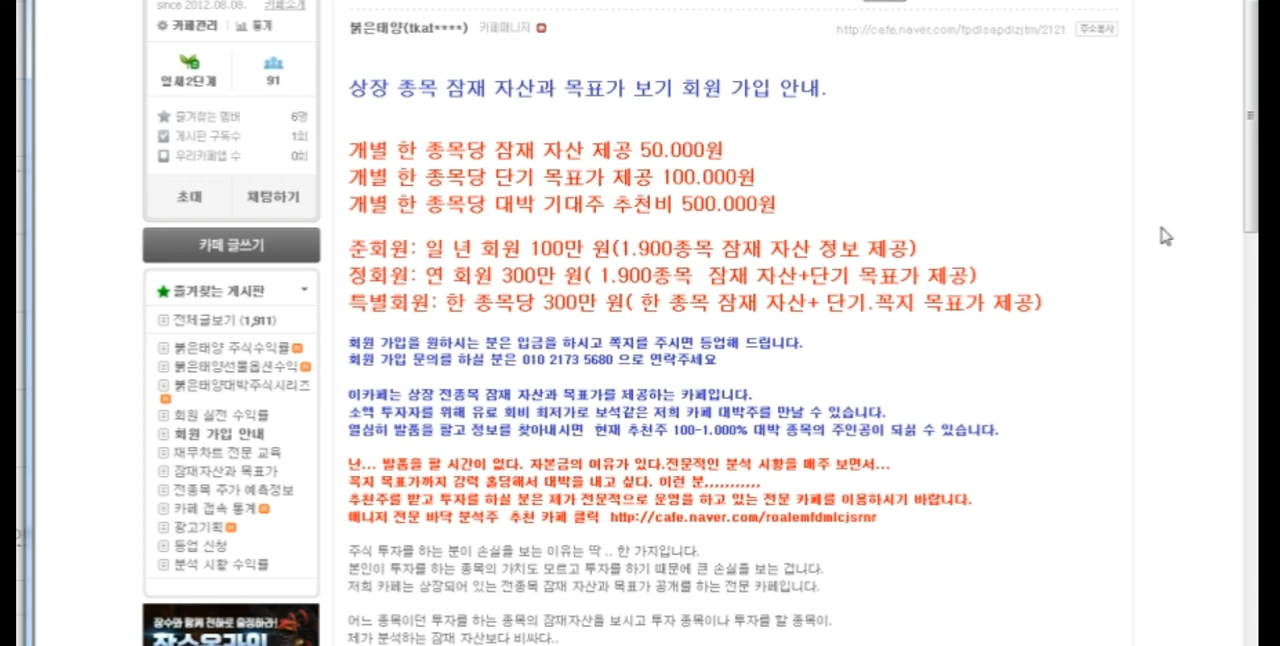 since 2012.08.08. 카페소개
카페관리 통계
잎새2단계 91
즐겨찾는 멤버 6명
게시판 구독수 1회
우리카페앱 수 0회
초대 채팅하기
카페 글쓰기
즐겨찾는 게시판
전체글보기 (1,911)
붉은태양 주식수익률
붉은태양선물옵션수익
붉은태양대박주식시리즈
회원 실전 수익률
회원 가입 안내
재무차트 전문 교육
잠재자산과 목표가
전종목 주가 예측정보
카페 접속 통계
광고기획
등업 신청
분석 시황 수익률
장수와 함께 천하로 출정하라!
장수온라인
붉은태양(tkat****) 카페매니저
http://cafe.naver.com/fpdlsapdlzjtm/2121 주소복사
상장 종목 잠재 자산과 목표가 보기 회원 가입 안내.
개별 한 종목당 잠재 자산 제공 50.000원
개별 한 종목당 단기 목표가 제공 100.000원
개별 한 종목당 대박 기대주 추천비 500.000원
준회원: 일 년 회원 100만 원(1.900종목 잠재 자산 정보 제공)
정회원: 연 회원 300만 원( 1.900종목 잠재 자산+단기 목표가 제공)
특별회원: 한 종목당 300만 원( 한 종목 잠재 자산+ 단기.꼭지 목표가 제공)
회원 가입을 원하시는 분은 입금을 하시고 쪽지를 주시면 등업해 드립니다.
회원 가입 문의를 하실 분은 010 2173 5680 으로 연락주세요
이카페는 상장 전종목 잠재 자산과 목표가를 제공하는 카페입니다.
소액 투자자를 위해 유료 회비 최저가로 보석같은 저희 카페 대박주를 만날 수 있습니다.
열심히 발품을 팔고 정보를 찾아내시면 현재 추천주 100-1.000% 대박 종목의 주인공이 되실 수 있습니다.
난... 발품을 팔 시간이 없다. 자본금의 여유가 있다.전문적인 분석 시황을 매주 보면서...
꼭지 목표가까지 강력 홀딩해서 대박을 내고 싶다. 이런 분,,,,,,,,,,,
추천주를 받고 투자를 하실 분은 제가 전문적으로 운영을 하고 있는 전문 카페를 이용하시기 바랍니다.
매니저 전문 바닥 분석주 추천 카페 클릭 http://cafe.naver.com/roalemfdmlcjsrnr
주식 투자를 하는 분이 손실을 보는 이유는 딱 .. 한 가지입니다.
본인이 투자를 하는 종목의 가치도 모르고 투자를 하기 때문에 큰 손실을 보는 겁니다.
저희 카페는 상장되어 있는 전종목 잠재 자산과 목표가 공개를 하는 전문 카페입니다.
어느 종목이던 투자를 하는 종목의 잠재자산을 보시고 투자 종목이나 투자를 할 종목이.
제가 분석하는 잠재 자산보다 비싸다..